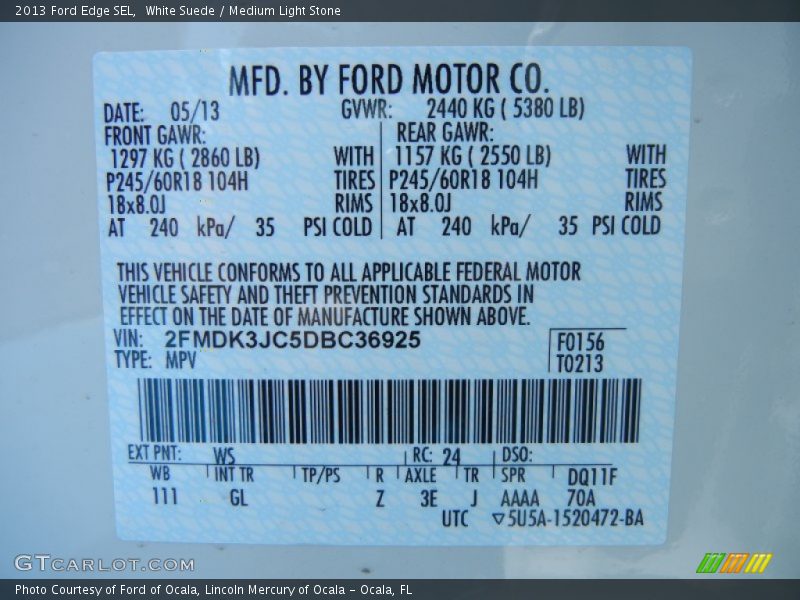 2013 Ford Edge SEL, White Suede / Medium Light Stone
MFD. BY FORD MOTOR CO.
DATE: 05/13 GVWR: 2440 KG ( 5380 LB)
FRONT GAWR: REAR GAWR:
1297 KG ( 2860 LB) WITH 1157 KG ( 2550 LB) WITH
P245/60R18 104H TIRES P245/60R18 104H TIRES
18x8.0J RIMS 18x8.0J RIMS
AT 240 kPa/ 35 PSI COLD AT 240 kPa/ 35 PSI COLD
THIS VEHICLE CONFORMS TO ALL APPLICABLE FEDERAL MOTOR
VEHICLE SAFETY AND THEFT PREVENTION STANDARDS IN
EFFECT ON THE DATE OF MANUFACTURE SHOWN ABOVE.
VIN: 2FMDK3JC5DBC36925 F0156
TYPE: MPV T0213
EXT PNT: WS RC: 24 DSO:
WB INT TR TP/PS R AXLE TR SPR DQ11F
111 GL Z 3E J AAAA 70A
UTC ▽5U5A-1520472-BA
GTCARLOT.COM
Photo Courtesy of Ford of Ocala, Lincoln Mercury of Ocala – Ocala, FL